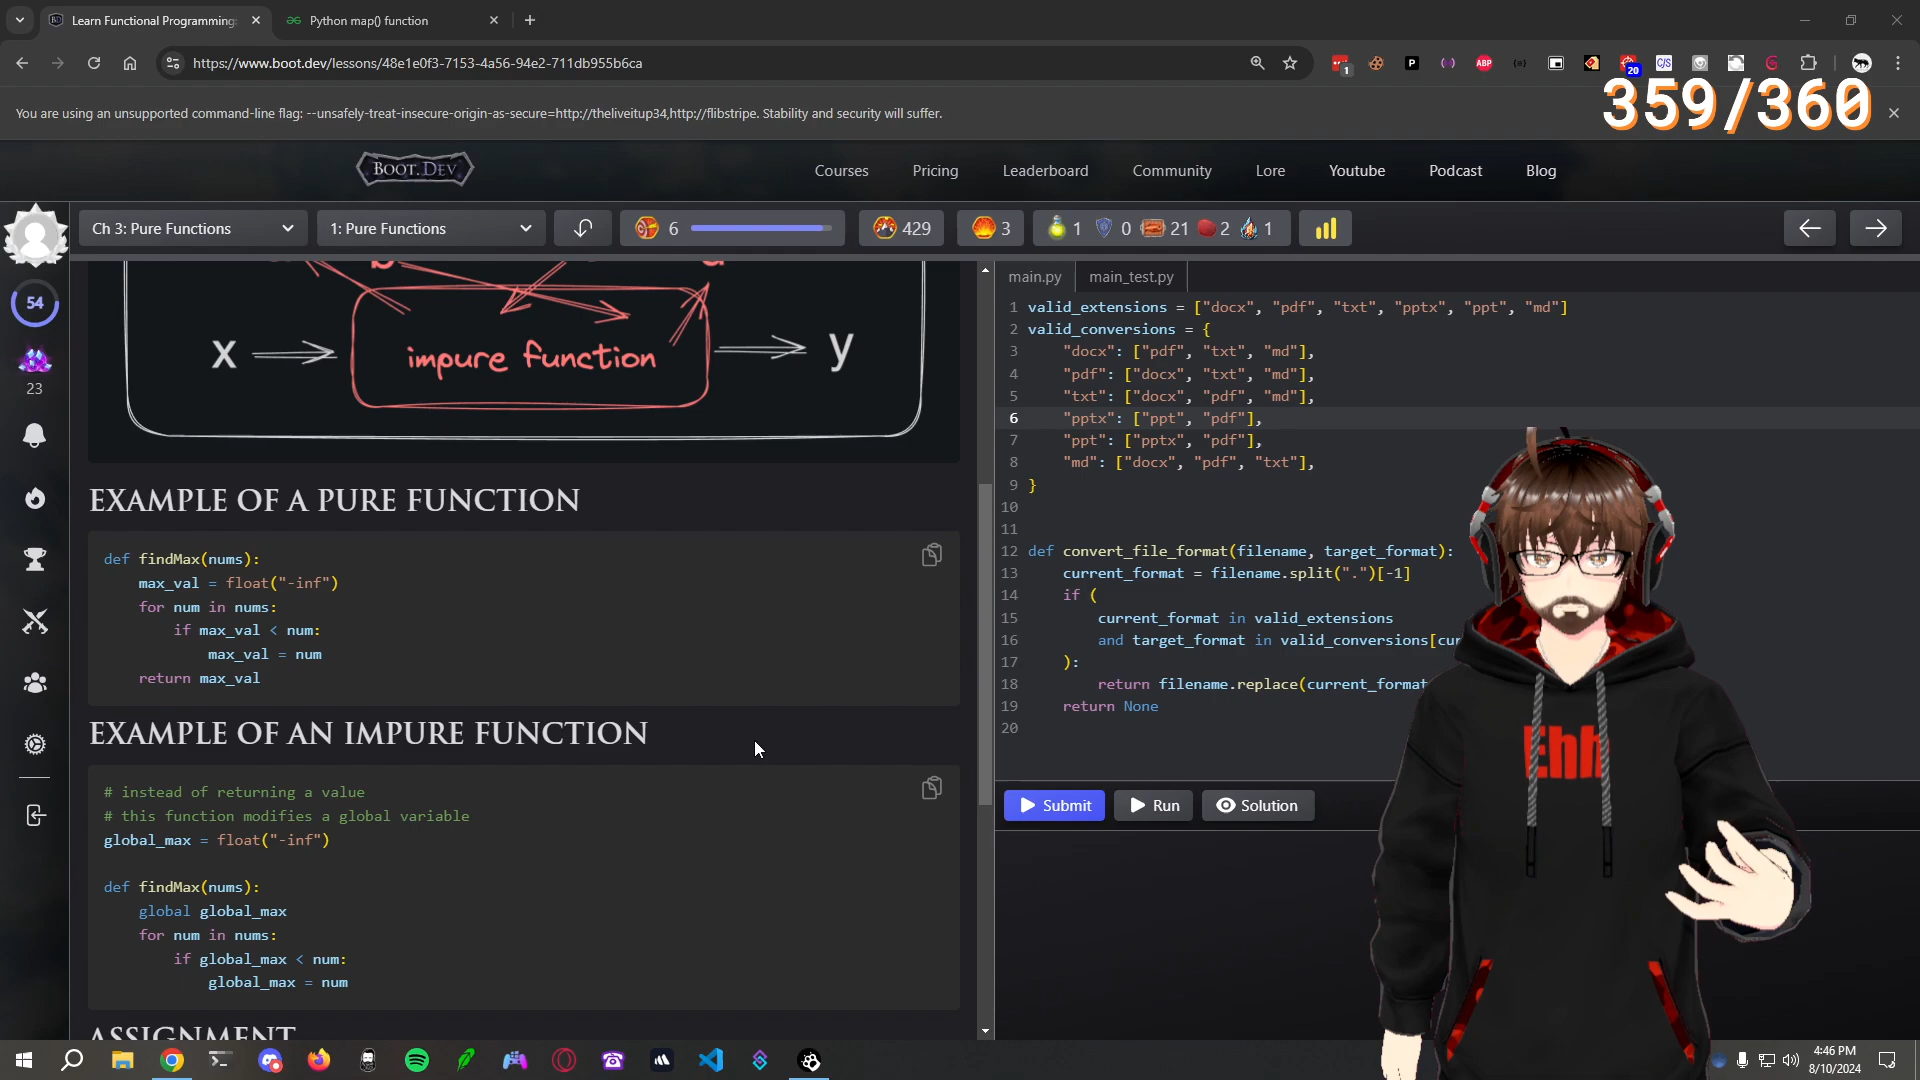 Learn Functional Programming:
Python map() function
https://www.boot.dev/lessons/48e1e0f3-7153-4a56-94e2-711db955b6ca
1
P
ABP
20
C/S
You are using an unsupported command-line flag: --unsafely-treat-insecure-origin-as-secure=http://theliveitup34,http://flibstripe. Stability and security will suffer.
359/360
BOOT.DEV
Courses
Pricing
Leaderboard
Community
Lore
Youtube
Podcast
Blog
Ch 3: Pure Functions
1: Pure Functions
6
429
3
1
0
21
2
1
54
23
x
impure function
y
EXAMPLE OF A PURE FUNCTION
def findMax(nums):
max_val = float("-inf")
for num in nums:
if max_val < num:
max_val = num
return max_val
EXAMPLE OF AN IMPURE FUNCTION
# instead of returning a value
# this function modifies a global variable
global_max = float("-inf")
def findMax(nums):
global global_max
for num in nums:
if global_max < num:
global_max = num
ASSIGNMENT
main.py
main_test.py
1 valid_extensions = ["docx", "pdf", "txt", "pptx", "ppt", "md"]
2 valid_conversions = {
3 "docx": ["pdf", "txt", "md"],
4 "pdf": ["docx", "txt", "md"],
5 "txt": ["docx", "pdf", "md"],
6 "pptx": ["ppt", "pdf"],
7 "ppt": ["pptx", "pdf"],
8 "md": ["docx", "pdf", "txt"],
9 }
10
11
12 def convert_file_format(filename, target_format):
13 current_format = filename.split(".")[-1]
14 if (
15 current_format in valid_extensions
16 and target_format in valid_conversions[cur
17 ):
18 return filename.replace(current_format
19 return None
20
Submit
Run
Solution
Ehh
4:46 PM
8/10/2024